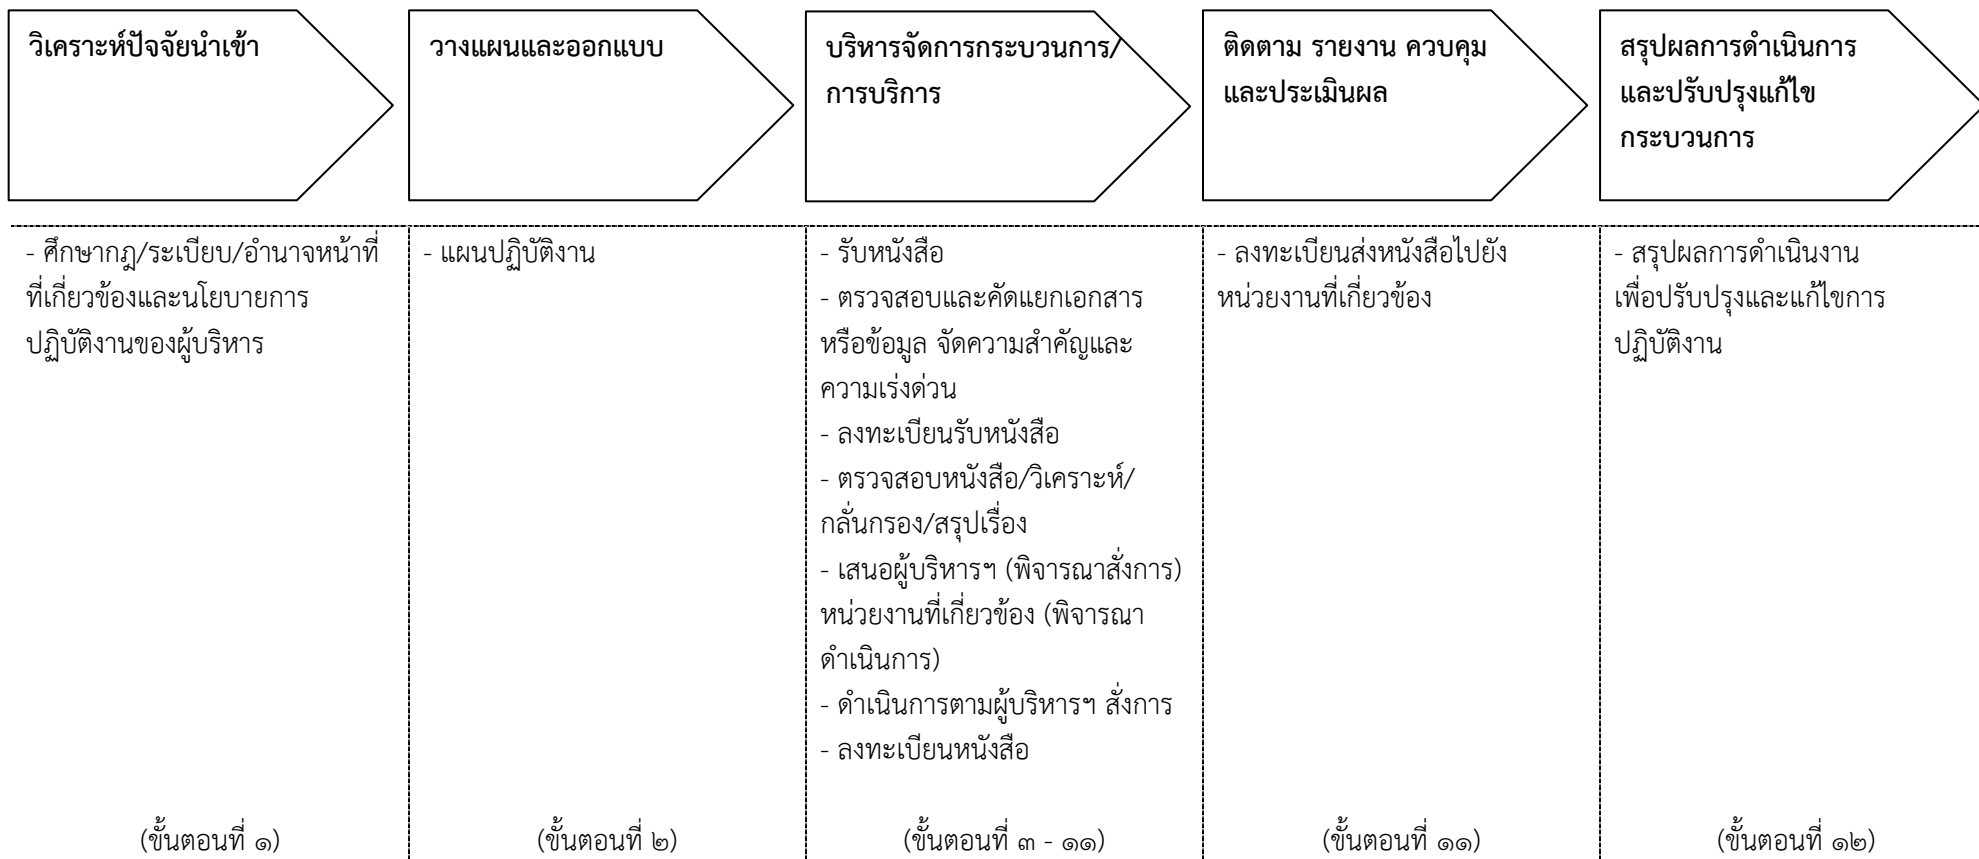 วิเคราะห์ปัจจัยนำเข้า
วางแผนและออกแบบ
บริหารจัดการกระบวนการ/
การบริการ
ติดตาม รายงาน ควบคุม
และประเมินผล
สรุปผลการดำเนินการ
และปรับปรุงแก้ไข
กระบวนการ
- ศึกษากฎ/ระเบียบ/อำนาจหน้าที่
ที่เกี่ยวข้องและนโยบายการ
ปฏิบัติงานของผู้บริหาร
(ขั้นตอนที่ ๑)
- แผนปฏิบัติงาน
(ขั้นตอนที่ ๒)
- รับหนังสือ
- ตรวจสอบและคัดแยกเอกสาร
หรือข้อมูล จัดความสำคัญและ
ความเร่งด่วน
- ลงทะเบียนรับหนังสือ
- ตรวจสอบหนังสือ/วิเคราะห์/
กลั่นกรอง/สรุปเรื่อง
- เสนอผู้บริหารฯ (พิจารณาสั่งการ)
หน่วยงานที่เกี่ยวข้อง (พิจารณา
ดำเนินการ)
- ดำเนินการตามผู้บริหารฯ สั่งการ
- ลงทะเบียนหนังสือ
(ขั้นตอนที่ ๓ - ๑๑)
- ลงทะเบียนส่งหนังสือไปยัง
หน่วยงานที่เกี่ยวข้อง
(ขั้นตอนที่ ๑๑)
- สรุปผลการดำเนินงาน
เพื่อปรับปรุงและแก้ไขการ
ปฏิบัติงาน
(ขั้นตอนที่ ๑๒)